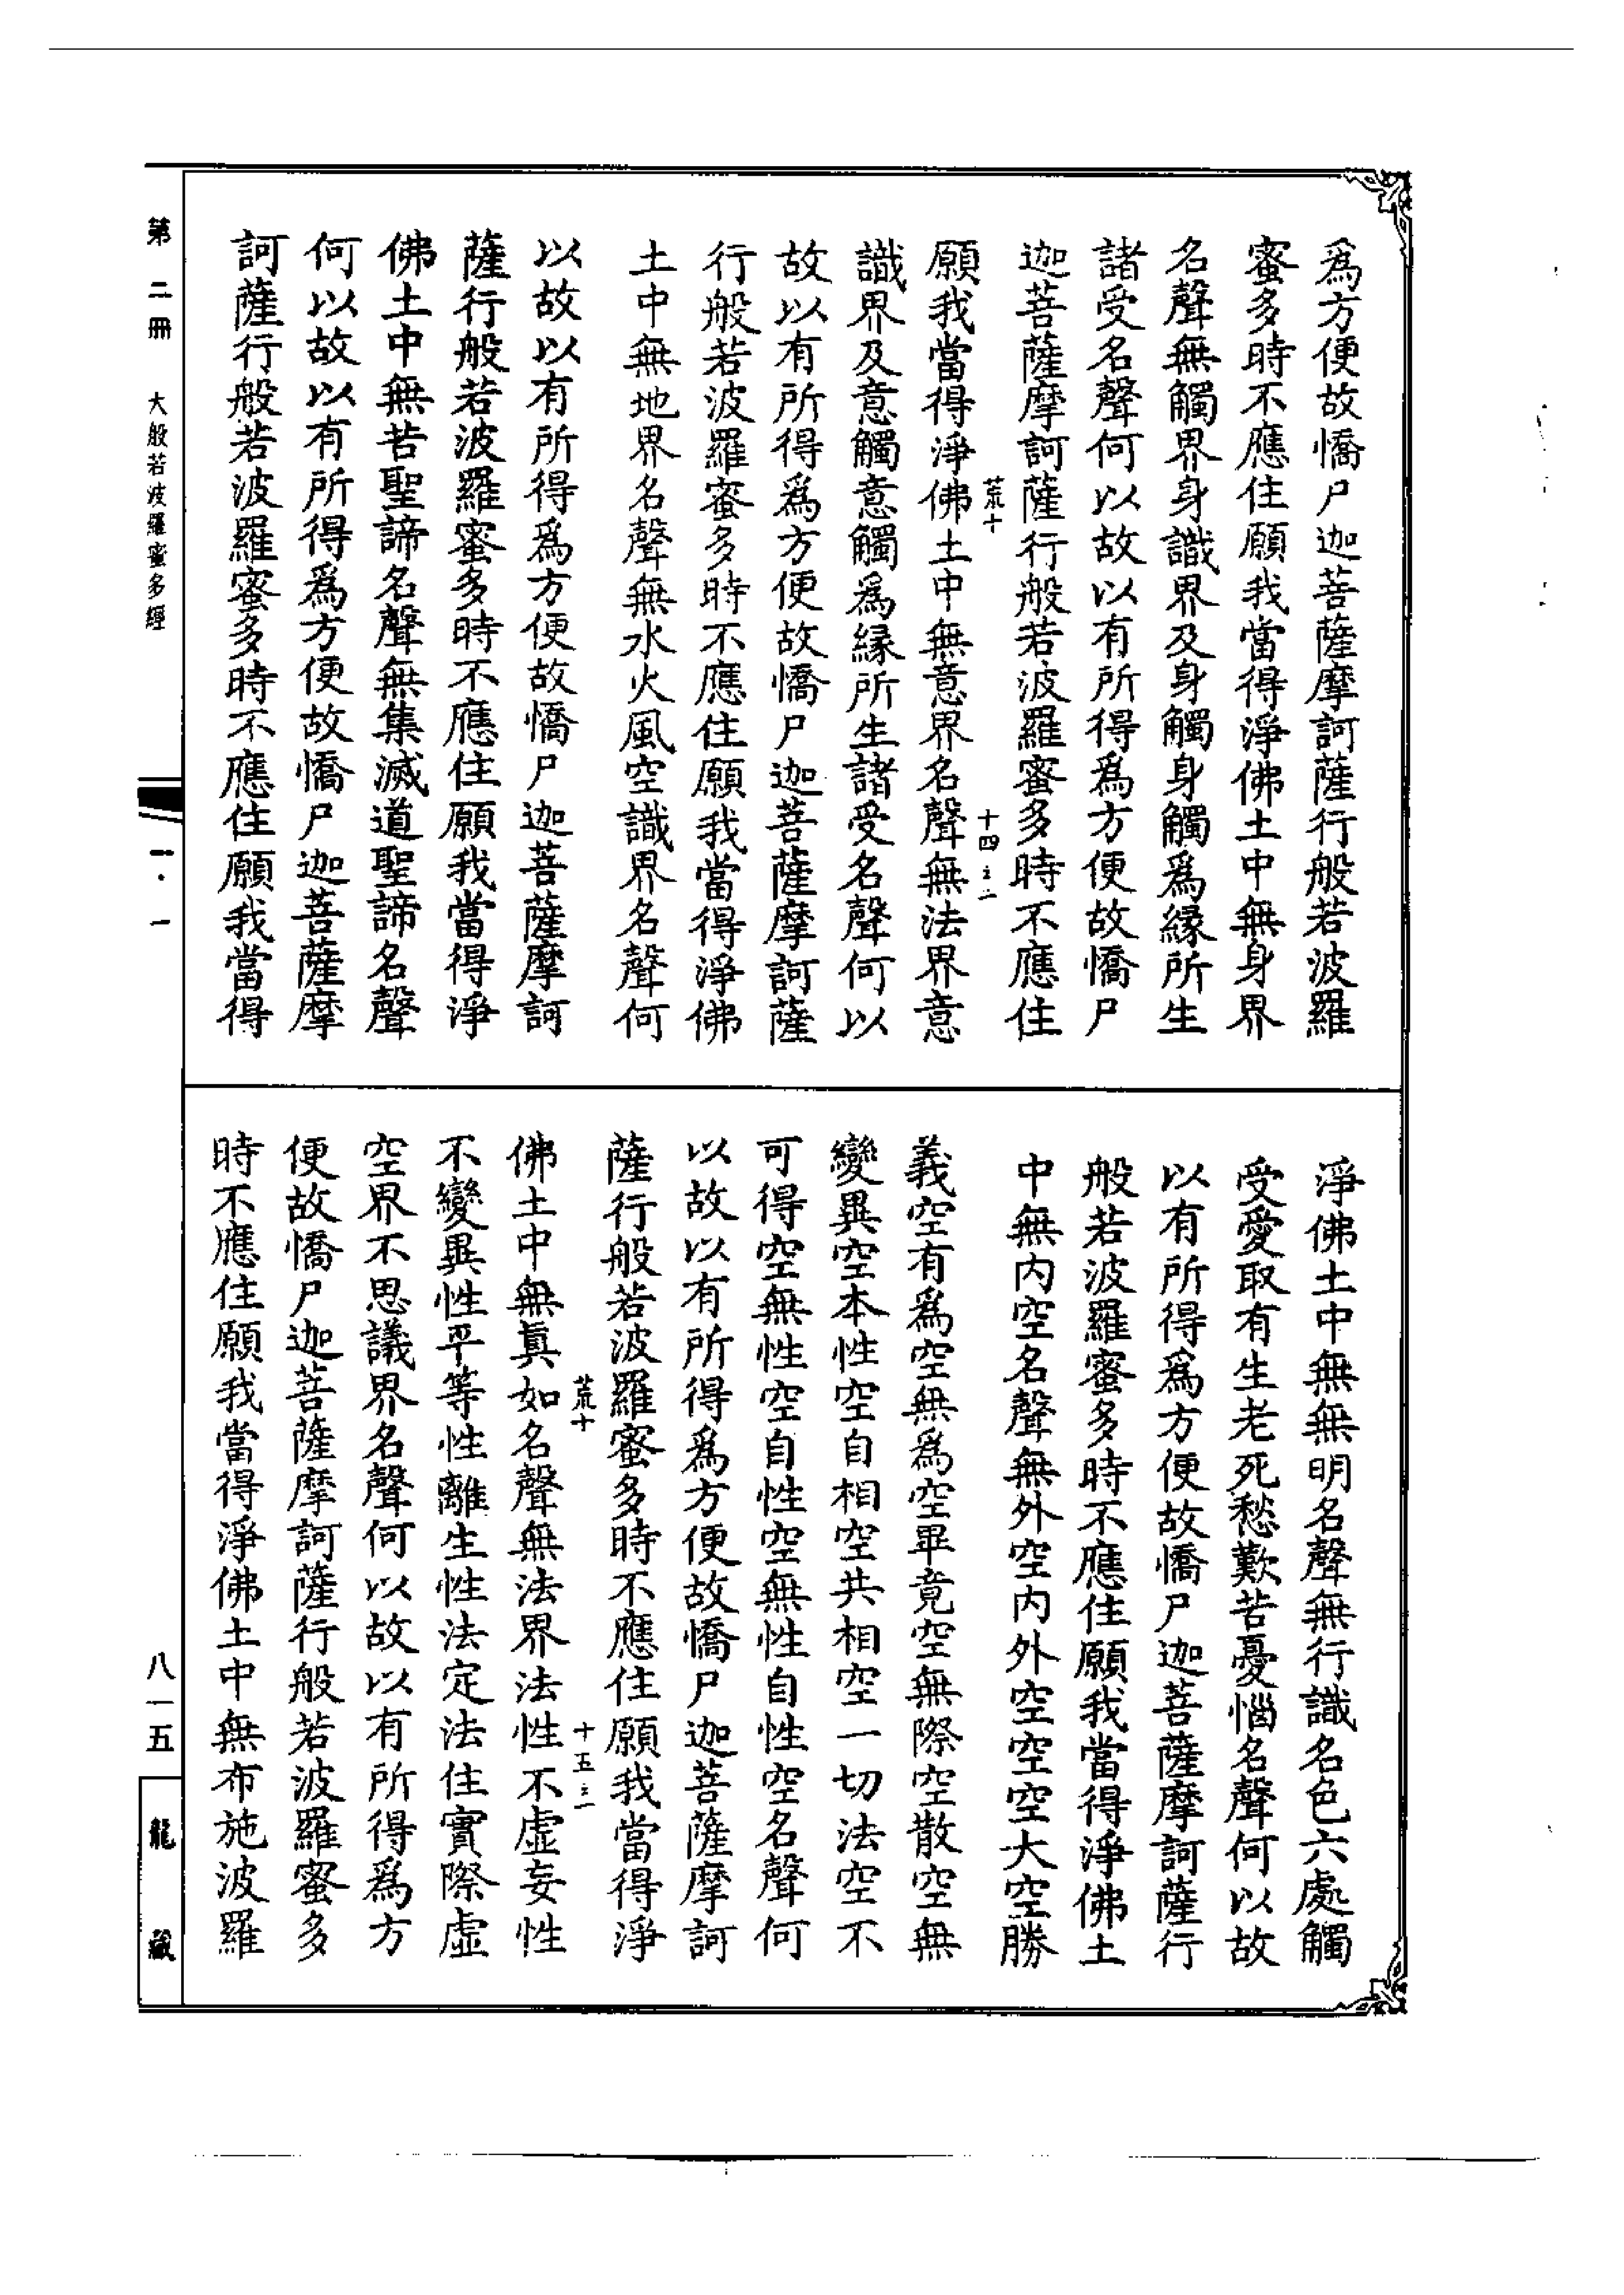 爲方便故憍尸迦菩薩摩訶薩行般若波羅
蜜多時不應住願我當得淨佛土中無身界
名聲無觸界身識界及身觸身觸爲緣所生
諸受名聲何以故以有所得爲方便故憍尸
迦菩薩摩訶薩行般若波羅蜜多時不應住
荒十
十四之二
願我當得淨佛土中無意界名聲無法界意
識界及意觸意觸爲緣所生諸受名聲何以
故以有所得爲方便故憍尸迦菩薩摩訶薩
行般若波羅蜜多時不應住願我當得淨佛
土中無地界名聲無水火風空識界名聲何
以故以有所得爲方便故憍尸迦菩薩摩訶
薩行般若波羅蜜多時不應住願我當得淨
佛土中無苦聖諦名聲無集滅道聖諦名聲
何以故以有所得爲方便故憍尸迦菩薩摩
訶薩行般若波羅蜜多時不應住願我當得
淨佛土中無無明名聲無行識名色六處觸
受愛取有生老死愁歎苦憂惱名聲何以故
以有所得爲方便故憍尸迦菩薩摩訶薩行
般若波羅蜜多時不應住願我當得淨佛土
中無內空名聲無外空內外空空空大空勝
義空有爲空無爲空畢竟空無際空散空無
變異空本性空自相空共相空一切法空不
可得空無性空自性空無性自性空名聲何
以故以有所得爲方便故憍尸迦菩薩摩訶
薩行般若波羅蜜多時不應住願我當得淨
荒十
十五之一
佛土中無眞如名聲無法界法性不虛妄性
不變異性平等性離生性法定法住實際虛
空界不思議界名聲何以故以有所得爲方
便故憍尸迦菩薩摩訶薩行般若波羅蜜多
時不應住願我當得淨佛土中無布施波羅
第二冊 大般若波羅蜜多經
一·一
八一五
龍藏